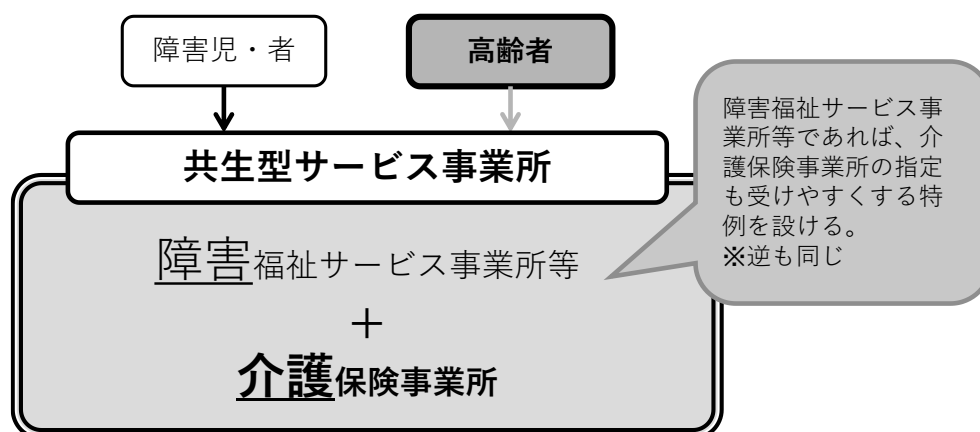 障害児・者
高齢者
共生型サービス事業所
障害福祉サービス事業所等
＋
介護保険事業所
障害福祉サービス事
業所等であれば、介
護保険事業所の指定
も受けやすくする特
例を設ける。
※逆も同じ